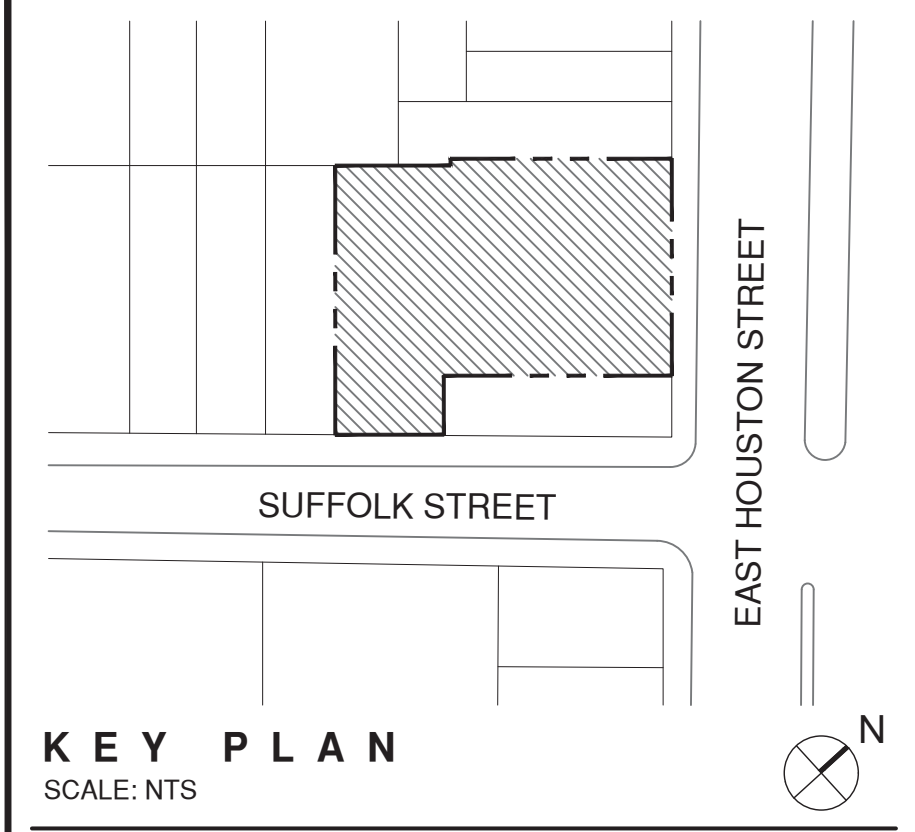 EAST HOUSTON STREET
SUFFOLK STREET
KEY PLAN
SCALE: NTS
N